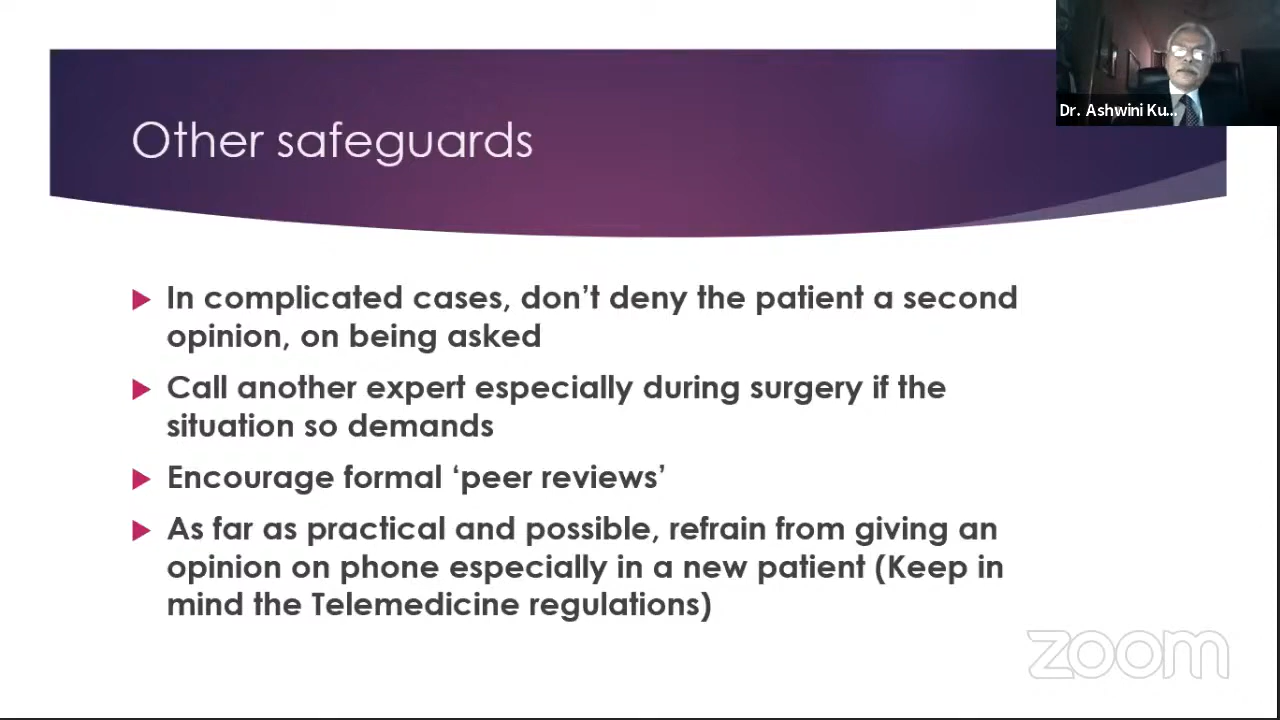 Dr. Ashwini Ku...
Other safeguards
In complicated cases, don’t deny the patient a second
opinion, on being asked
Call another expert especially during surgery if the
situation so demands
Encourage formal ‘peer reviews’
As far as practical and possible, refrain from giving an
opinion on phone especially in a new patient (Keep in
mind the Telemedicine regulations)
zoom